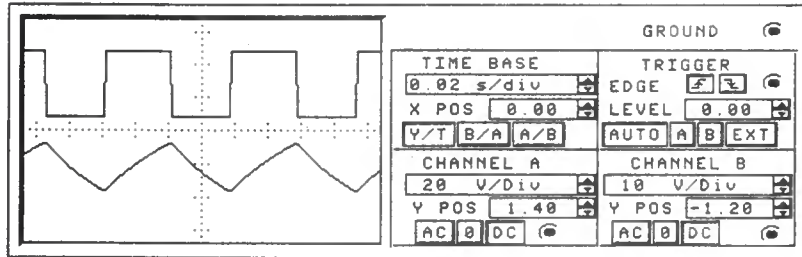 GROUND
TIME BASE
0.02 s/div
X POS 0.00
Y/T B/A A/B
TRIGGER
EDGE
LEVEL 0.00
AUTO A B EXT
CHANNEL A
20 V/Div
Y POS 1.40
AC 0 DC
CHANNEL B
10 V/Div
Y POS -1.20
AC 0 DC